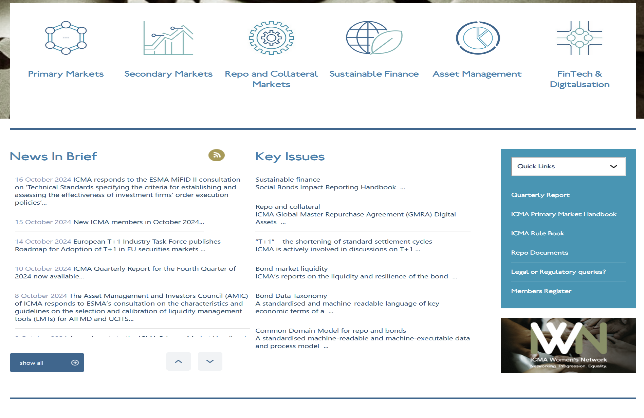 Primary Markets
Secondary Markets
Repo and Collateral
Markets
Sustainable Finance
Asset Management
FinTech &
Digitalisation
News In Brief
16 October 2024 ICMA responds to the ESMA MiFID II consultation
on 'Technical Standards specifying the criteria for establishing and
assessing the effectiveness of investment firms' order execution
policies'...
15 October 2024 New ICMA members in October 2024...
14 October 2024 European T+1 Industry Task Force publishes
Roadmap for Adoption of T+1 in EU securities markets ...
10 October 2024 ICMA Quarterly Report for the Fourth Quarter of
2024 now available...
8 October 2024 The Asset Management and Investors Council (AMIC)
of ICMA responds to ESMA's consultation on the characteristics and
guidelines on the selection and calibration of liquidity management
tools (LMTs) for AIFMD and UCITS...
show all
Key Issues
Sustainable finance
Social Bonds Impact Reporting Handbook ...
Repo and collateral
ICMA Global Master Repurchase Agreement (GMRA) Digital
Assets ...
"T+1" - the shortening of standard settlement cycles
ICMA is actively involved in discussions on T+1 ...
Bond market liquidity
ICMA's reports on the liquidity and resilience of the bond ...
Bond Data Taxonomy
A standardised and machine-readable language of key
economic terms of a ...
Common Domain Model for repo and bonds
A standardised machine-readable and machine-executable data
and process model ...
Quick Links
Quarterly Report
ICMA Primary Market Handbook
ICMA Rule Book
Repo Documents
Legal or Regulatory queries?
Members Register
IWN
ICMA Women's Network
Reasoning. Progression. Equality.